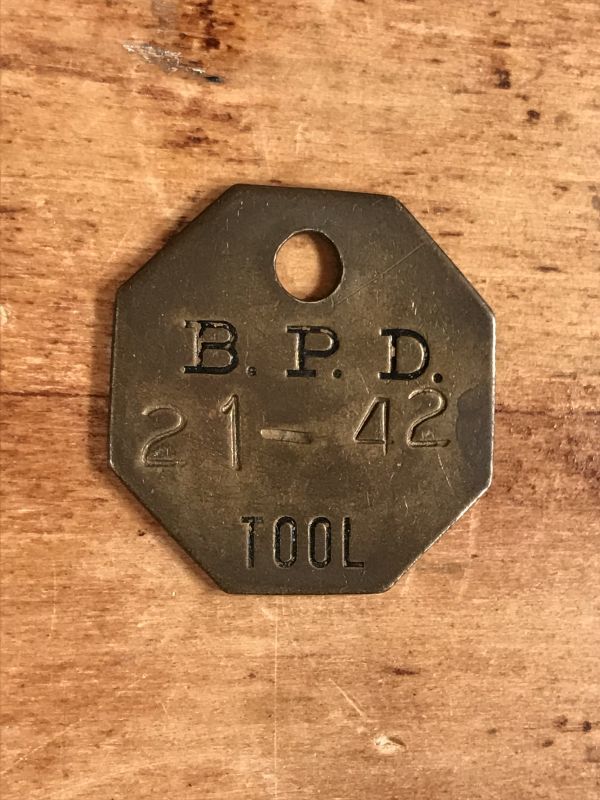 B. P. D.
21-42
TOOL